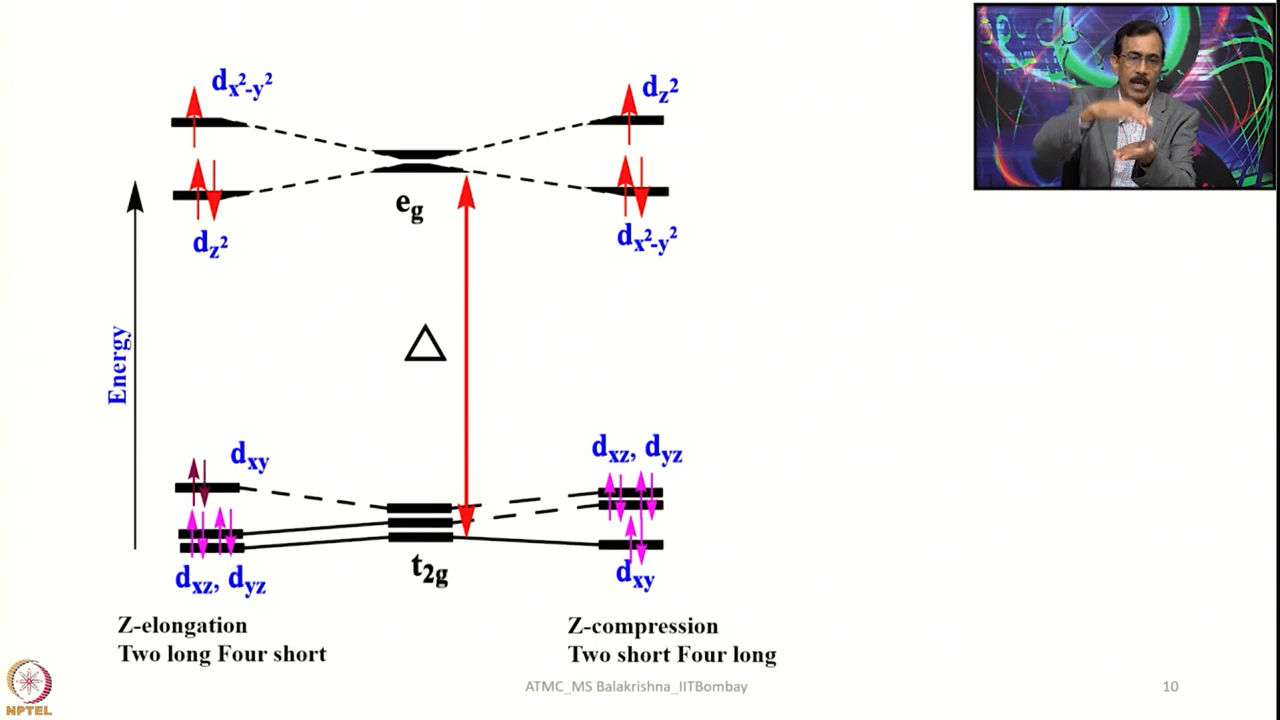 dx²-y²
dz²
eg
dz²
dx²-y²
Δ
Energy
dxy
dxz, dyz
t2g
dxz, dyz
dxy
Z-elongation
Two long Four short
Z-compression
Two short Four long
NPTEL
ATMC_MS Balakrishna_IITBombay
10